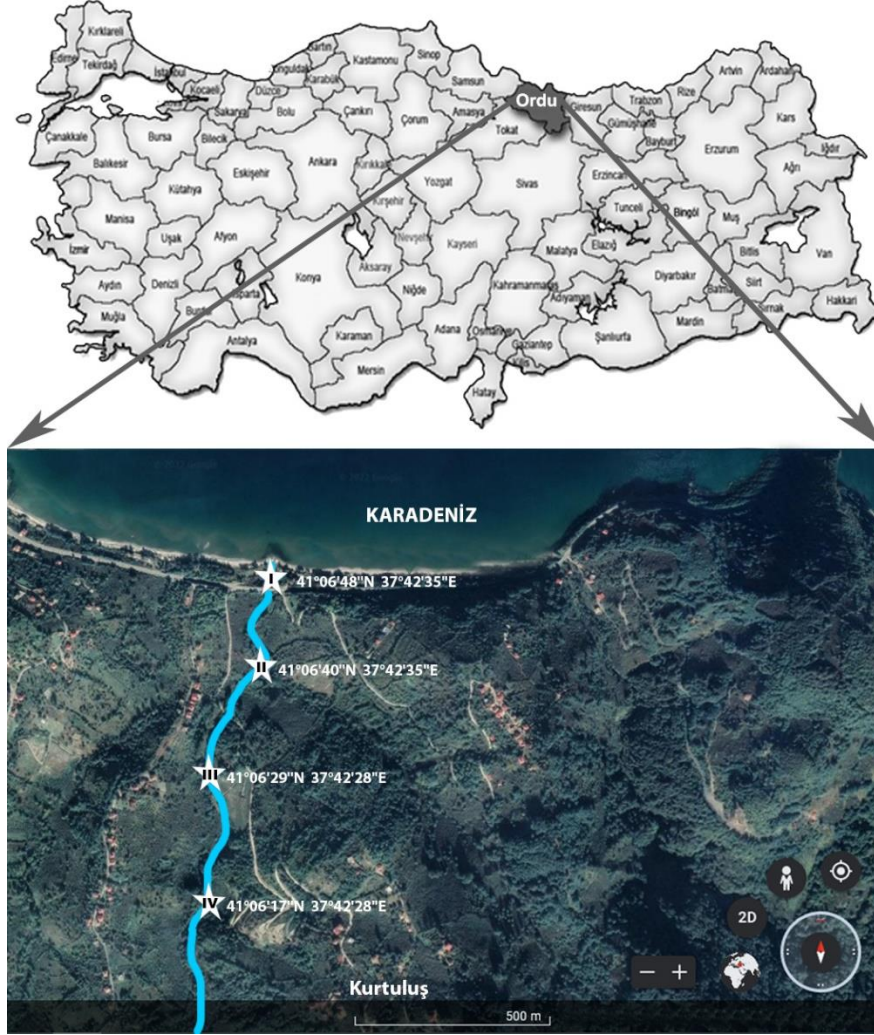 Kırklareli
Edirne
Tekirdağ
İstanbul
Kocaeli
Sakarya
Düzce
Zonguldak
Bartın
Karabük
Kastamonu
Sinop
Samsun
Ordu
Giresun
Trabzon
Rize
Artvin
Ardahan
Çanakkale
Balıkesir
Bursa
Bilecik
Bolu
Çankırı
Çorum
Amasya
Tokat
Gümüşhane
Bayburt
Erzurum
Kars
Iğdır
Ağrı
Kütahya
Eskişehir
Ankara
Kırıkkale
Yozgat
Sivas
Erzincan
Tunceli
Bingöl
Muş
Manisa
Uşak
Afyon
Kırşehir
Nevşehir
Kayseri
Malatya
Elazığ
Bitlis
Van
İzmir
Aydın
Denizli
Isparta
Konya
Aksaray
Niğde
Kahramanmaraş
Adıyaman
Diyarbakır
Batman
Siirt
Şırnak
Hakkari
Muğla
Burdur
Antalya
Karaman
Mersin
Adana
Osmaniye
Gaziantep
Kilis
Şanlıurfa
Mardin
Hatay
KARADENİZ
I 41°06'48"N 37°42'35"E
II 41°06'40"N 37°42'35"E
III 41°06'29"N 37°42'28"E
IV 41°06'17"N 37°42'28"E
2D
Kurtuluş
500 m